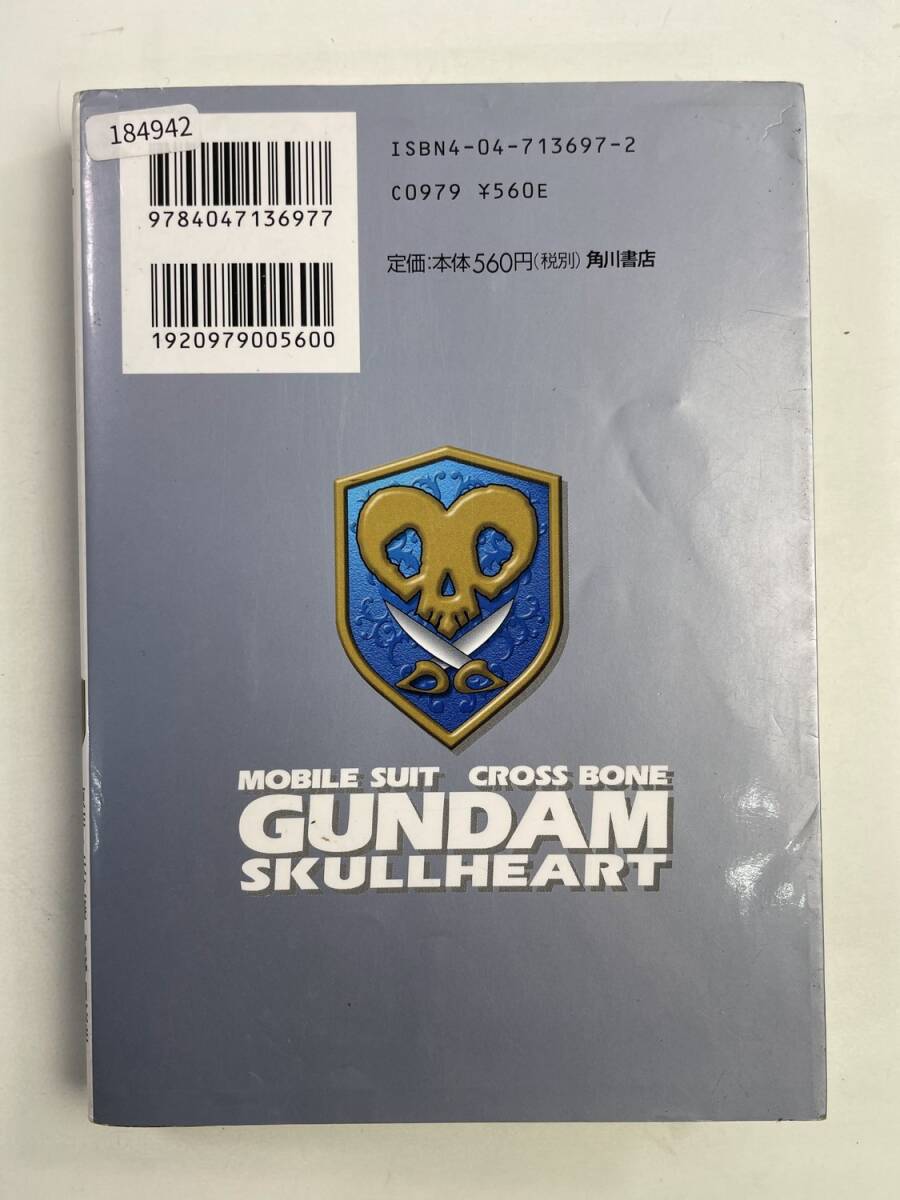 184942
9784047136977
1920979005600
ISBN4-04-713697-2
C0979 ¥560E
定価:本体560円(税別) 角川書店
MOBILE SUIT CROSS BONE
GUNDAM
SKULLHEART